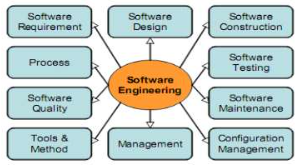 Software
Requirement
Software
Design
Software
Construction
Process
Software
Testing
Software
Engineering
Software
Quality
Software
Maintenance
Tools &
Method
Management
Configuration
Management